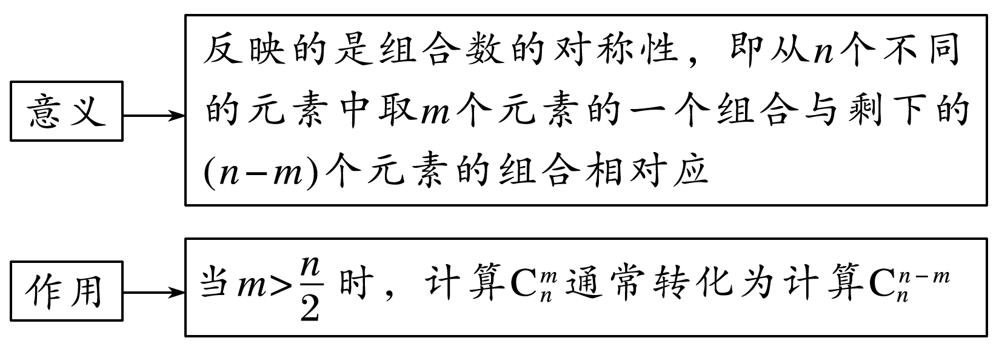 意义
反映的是组合数的对称性，即从n个不同
的元素中取m个元素的一个组合与剩下的
(n-m)个元素的组合相对应
作用
当m>\frac{n}{2}时，计算C_n^m通常转化为计算C_n^{n-m}